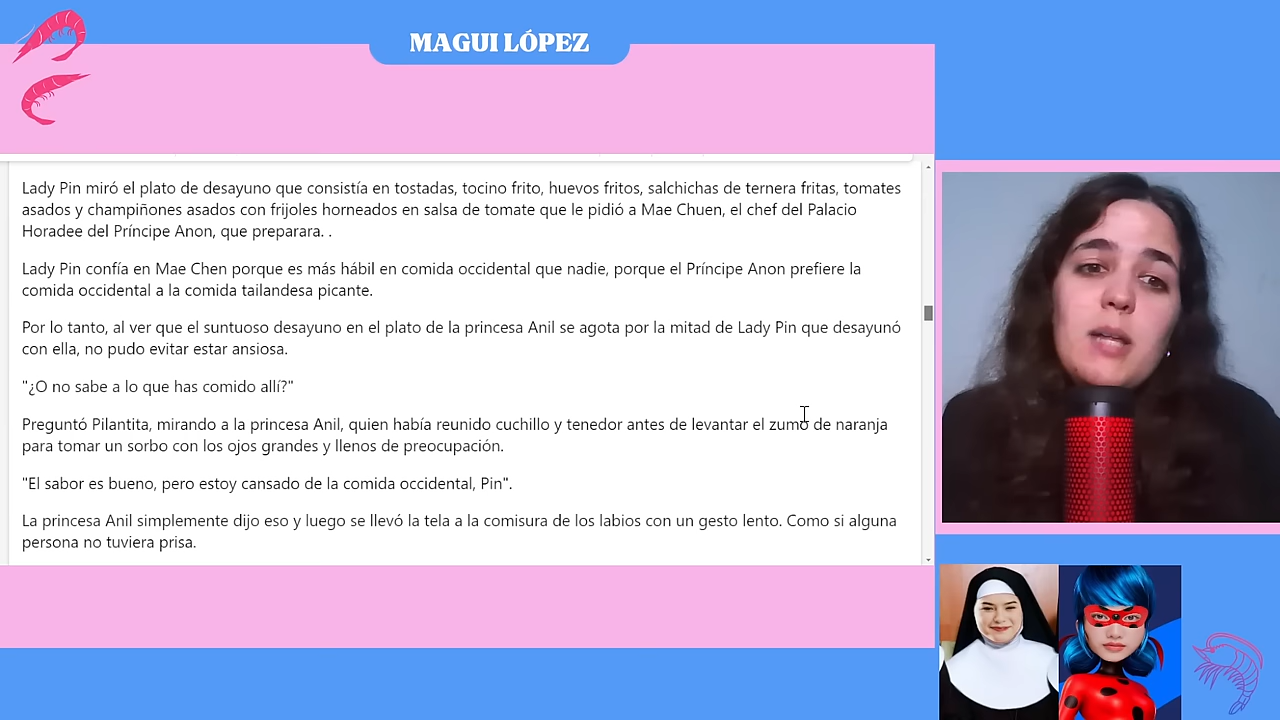 MAGUI LÓPEZ
Lady Pin miró el plato de desayuno que consistía en tostadas, tocino frito, huevos fritos, salchichas de ternera fritas, tomates
asados y champiñones asados con frijoles horneados en salsa de tomate que le pidió a Mae Chuen, el chef del Palacio
Horadee del Príncipe Anon, que preparara. .
Lady Pin confía en Mae Chen porque es más hábil en comida occidental que nadie, porque el Príncipe Anon prefiere la
comida occidental a la comida tailandesa picante.
Por lo tanto, al ver que el suntuoso desayuno en el plato de la princesa Anil se agota por la mitad de Lady Pin que desayunó
con ella, no pudo evitar estar ansiosa.
"¿O no sabe a lo que has comido allí?"
Preguntó Pilantita, mirando a la princesa Anil, quien había reunido cuchillo y tenedor antes de levantar el zumo de naranja
para tomar un sorbo con los ojos grandes y llenos de preocupación.
"El sabor es bueno, pero estoy cansado de la comida occidental, Pin".
La princesa Anil simplemente dijo eso y luego se llevó la tela a la comisura de los labios con un gesto lento. Como si alguna
persona no tuviera prisa.